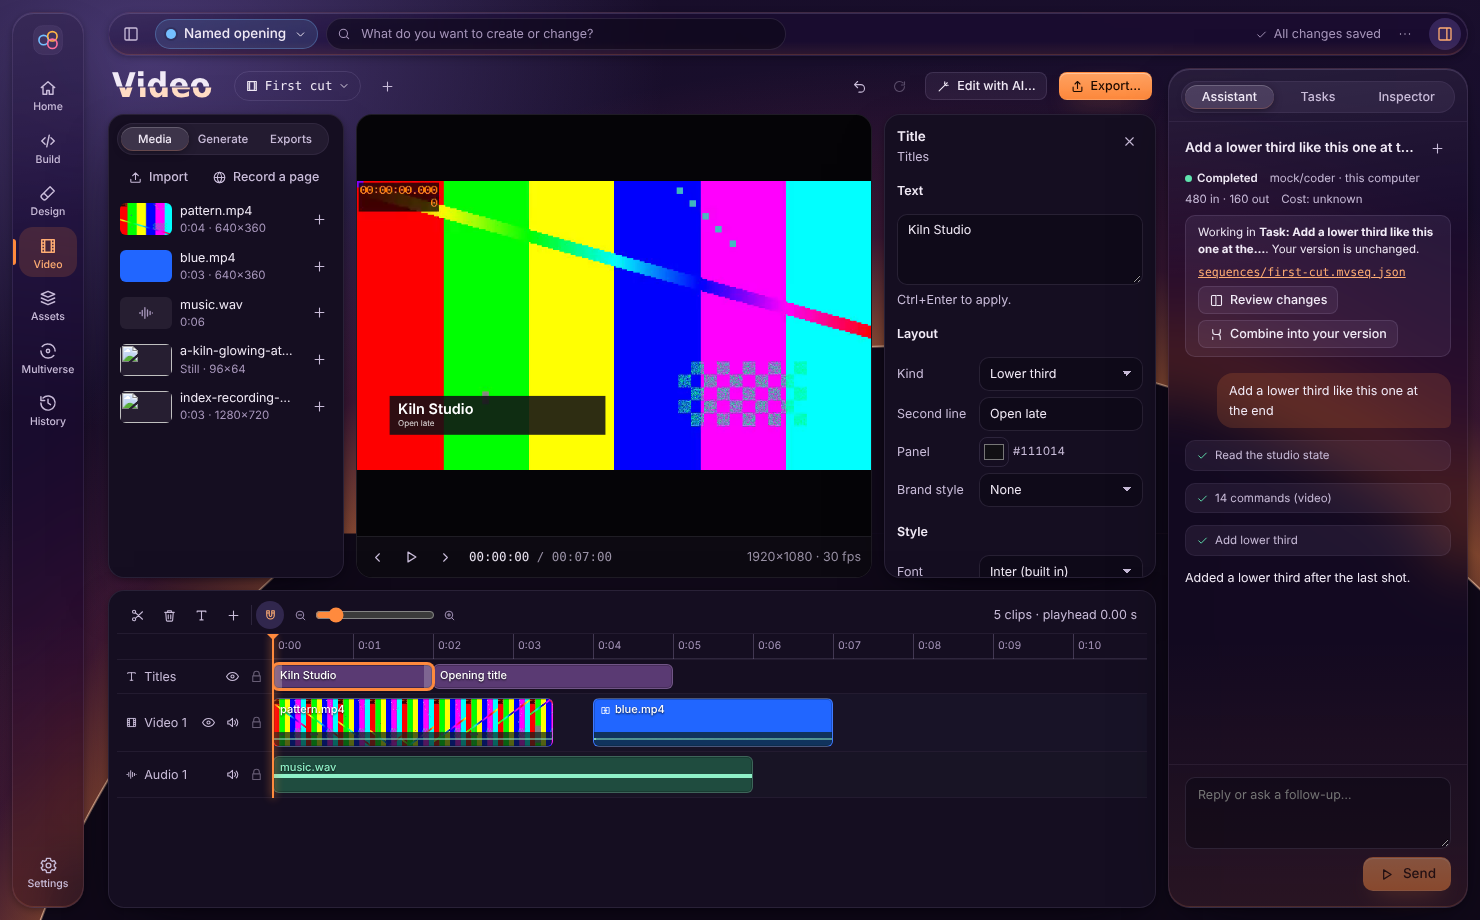 Named opening
What do you want to create or change?
All changes saved
Home
Build
Design
Video
Assets
Multiverse
History
Settings
Video
First cut
Edit with AI...
Export...
Media
Generate
Exports
Import
Record a page
pattern.mp4
0:04 · 640×360
blue.mp4
0:03 · 640×360
music.wav
0:06
a-kiln-glowing-at...
Still · 96×64
index-recording-...
0:03 · 1280×720
00:00:00.000
0
Kiln Studio
Open late
00:00:00 / 00:07:00
1920×1080 · 30 fps
Title
Titles
Text
Kiln Studio
Ctrl+Enter to apply.
Layout
Kind
Lower third
Second line
Open late
Panel
#111014
Brand style
None
Style
Font
Inter (built in)
5 clips · playhead 0.00 s
0:00
0:01
0:02
0:03
0:04
0:05
0:06
0:07
0:08
0:09
0:10
Titles
Kiln Studio
Opening title
Video 1
pattern.mp4
blue.mp4
Audio 1
music.wav
Assistant
Tasks
Inspector
Add a lower third like this one at t...
Completed
mock/coder · this computer
480 in · 160 out
Cost: unknown
Working in Task: Add a lower third like this
one at the.... Your version is unchanged.
sequences/first-cut.mvseq.json
Review changes
Combine into your version
Add a lower third like this one at
the end
Read the studio state
14 commands (video)
Add lower third
Added a lower third after the last shot.
Reply or ask a follow-up...
Send